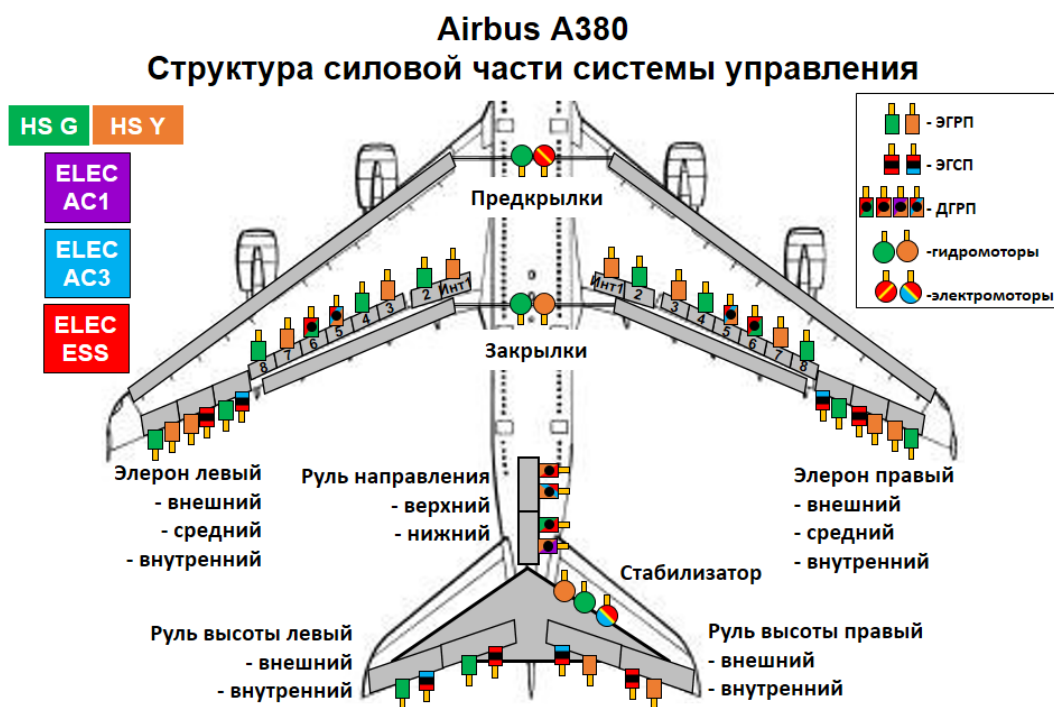 Airbus A380
Структура силовой части системы управления
HS G
HS Y
ELEC
AC1
ELEC
AC3
ELEC
ESS
- ЭГРП
- ЭГСП
- ДГРП
-гидромоторы
-электромоторы
Предкрылки
8 7 6 5 4 3 2 Инт1
Инт1 2 3 4 5 6 7 8
Закрылки
Элерон левый
- внешний
- средний
- внутренний
Руль направления
- верхний
- нижний
Элерон правый
- внешний
- средний
- внутренний
Стабилизатор
Руль высоты левый
- внешний
- внутренний
Руль высоты правый
- внешний
- внутренний